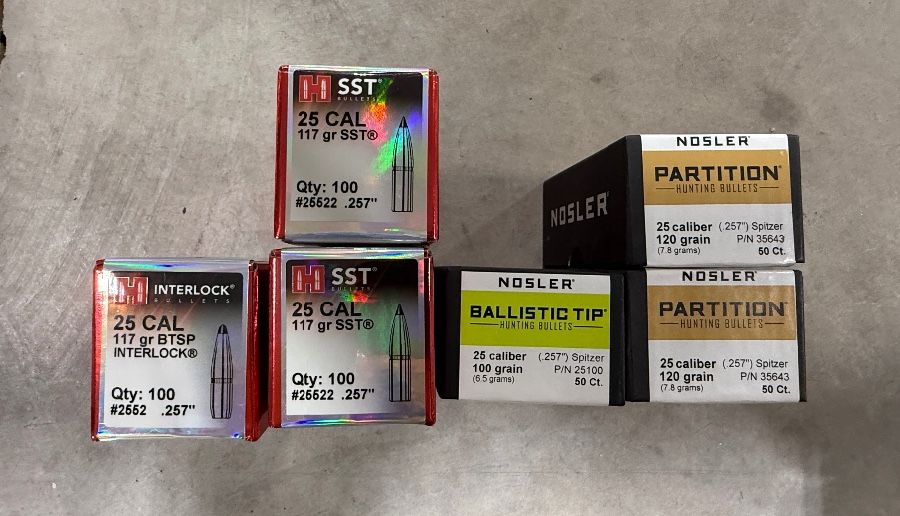 H SST®
BULLETS
25 CAL
117 gr SST®
Qty: 100
#25522 .257"
H INTERLOCK®
BULLETS
25 CAL
117 gr BTSP
INTERLOCK®
Qty: 100
#2552 .257"
H SST®
BULLETS
25 CAL
117 gr SST®
Qty: 100
#25522 .257"
NOSLER®
BALLISTIC TIP®
HUNTING BULLETS
25 caliber (.257") Spitzer
100 grain P/N 25100
(6.5 grams) 50 Ct.
NOSLER
NOSLER®
PARTITION®
HUNTING BULLETS
25 caliber (.257") Spitzer
120 grain P/N 35643
(7.8 grams) 50 Ct.
NOSLER®
PARTITION®
HUNTING BULLETS
25 caliber (.257") Spitzer
120 grain P/N 35643
(7.8 grams) 50 Ct.